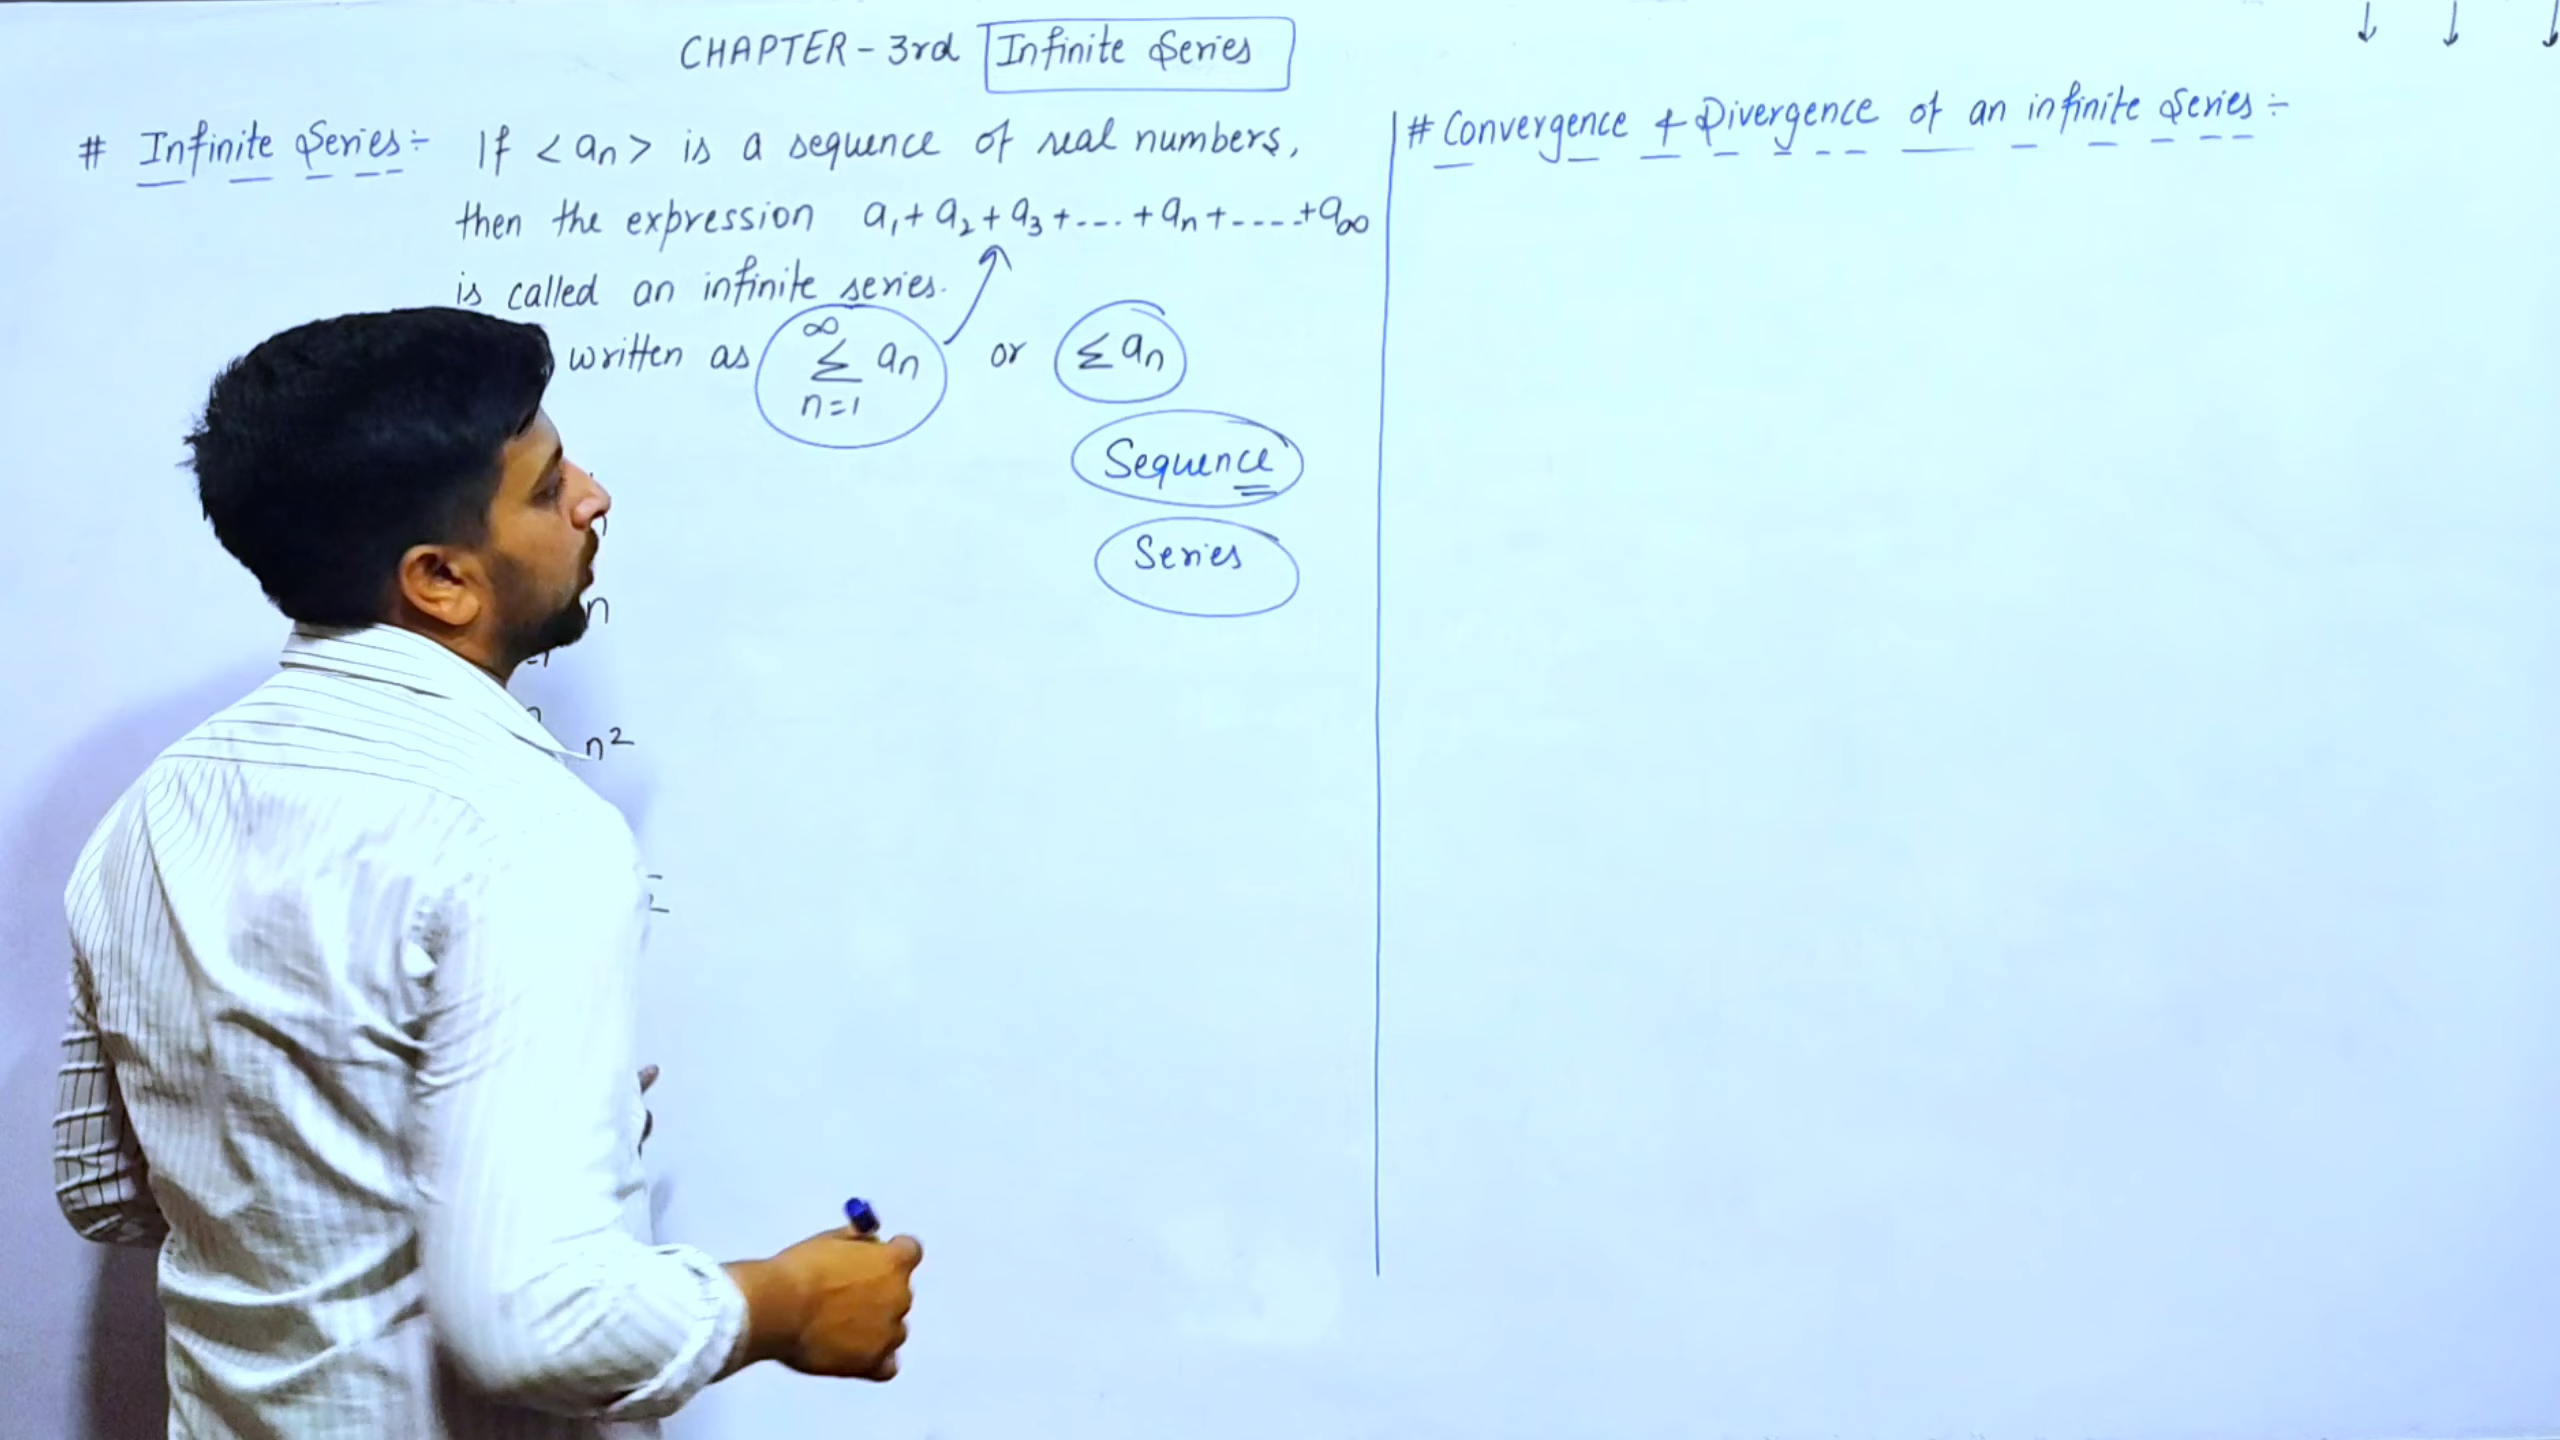 CHAPTER - 3rd Infinite Series
# Infinite Series :- If <an> is a sequence of real numbers,
then the expression a₁ + a₂ + a₃ + .... + an + ..... + a∞
is called an infinite series.
written as ∞ Σ n=1 an or Σ an
Sequence
Series
n
n²
# Convergence & Divergence of an infinite Series :-